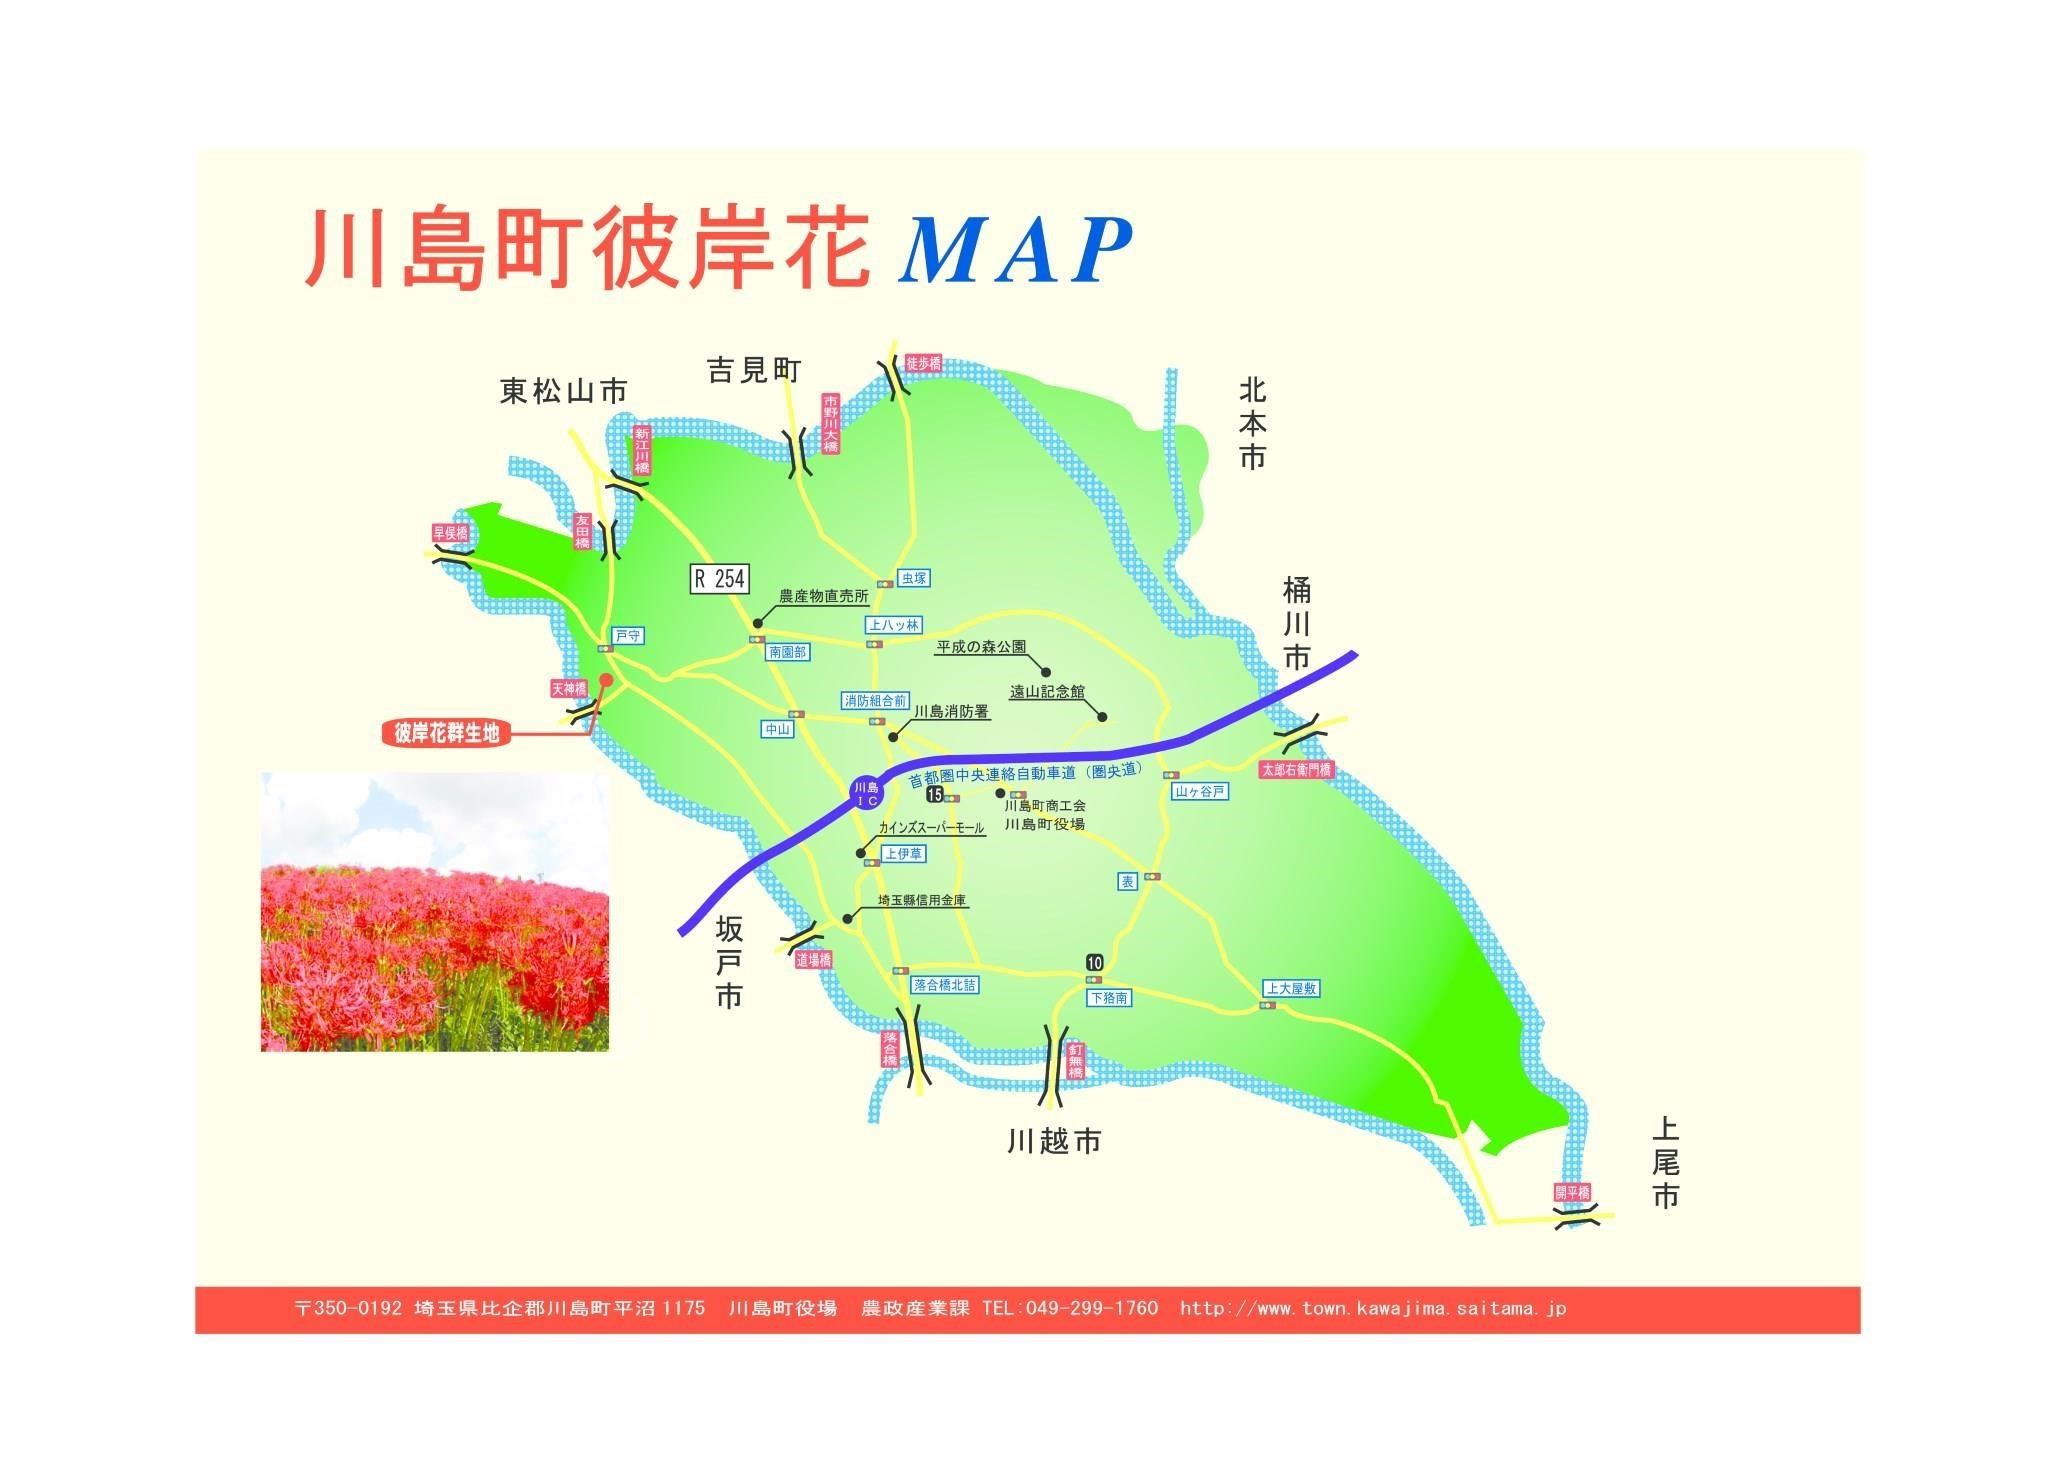 川島町彼岸花 MAP
東松山市
吉見町
徒歩橋
北本市
市野川大橋
新江川橋
友田橋
早俣橋
R 254
虫塚
桶川市
農産物直売所
上八ッ林
戸守
南園部
平成の森公園
天神橋
遠山記念館
消防組合前
川島消防署
中山
彼岸花群生地
首都圏中央連絡自動車道（圏央道）
太郎右衛門橋
川島
IC
15
山ヶ谷戸
川島町商工会
川島町役場
カインズスーパーモール
上伊草
表
埼玉縣信用金庫
坂戸市
道場橋
10
落合橋北詰
下狢南
上大屋敷
落合橋
釘無橋
川越市
上尾市
開平橋
〒350-0192 埼玉県比企郡川島町平沼1175 川島町役場 農政産業課 TEL:049-299-1760 http://www.town.kawajima.saitama.jp